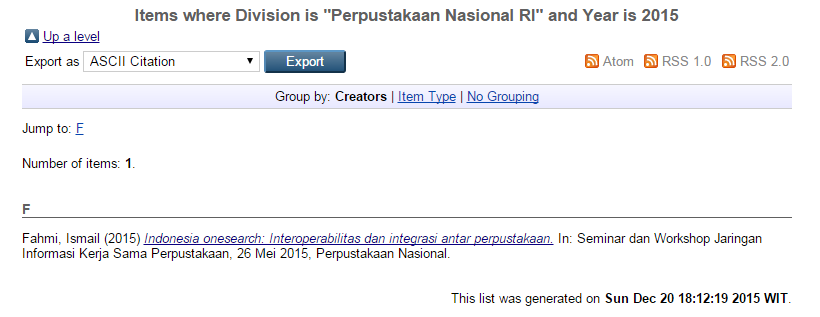 Items where Division is "Perpustakaan Nasional RI" and Year is 2015
Up a level
Export as ASCII Citation Export Atom RSS 1.0 RSS 2.0
Group by: Creators | Item Type | No Grouping
Jump to: F
Number of items: 1.
F
Fahmi, Ismail (2015) Indonesia onesearch: Interoperabilitas dan integrasi antar perpustakaan. In: Seminar dan Workshop Jaringan
Informasi Kerja Sama Perpustakaan, 26 Mei 2015, Perpustakaan Nasional.
This list was generated on Sun Dec 20 18:12:19 2015 WIT.